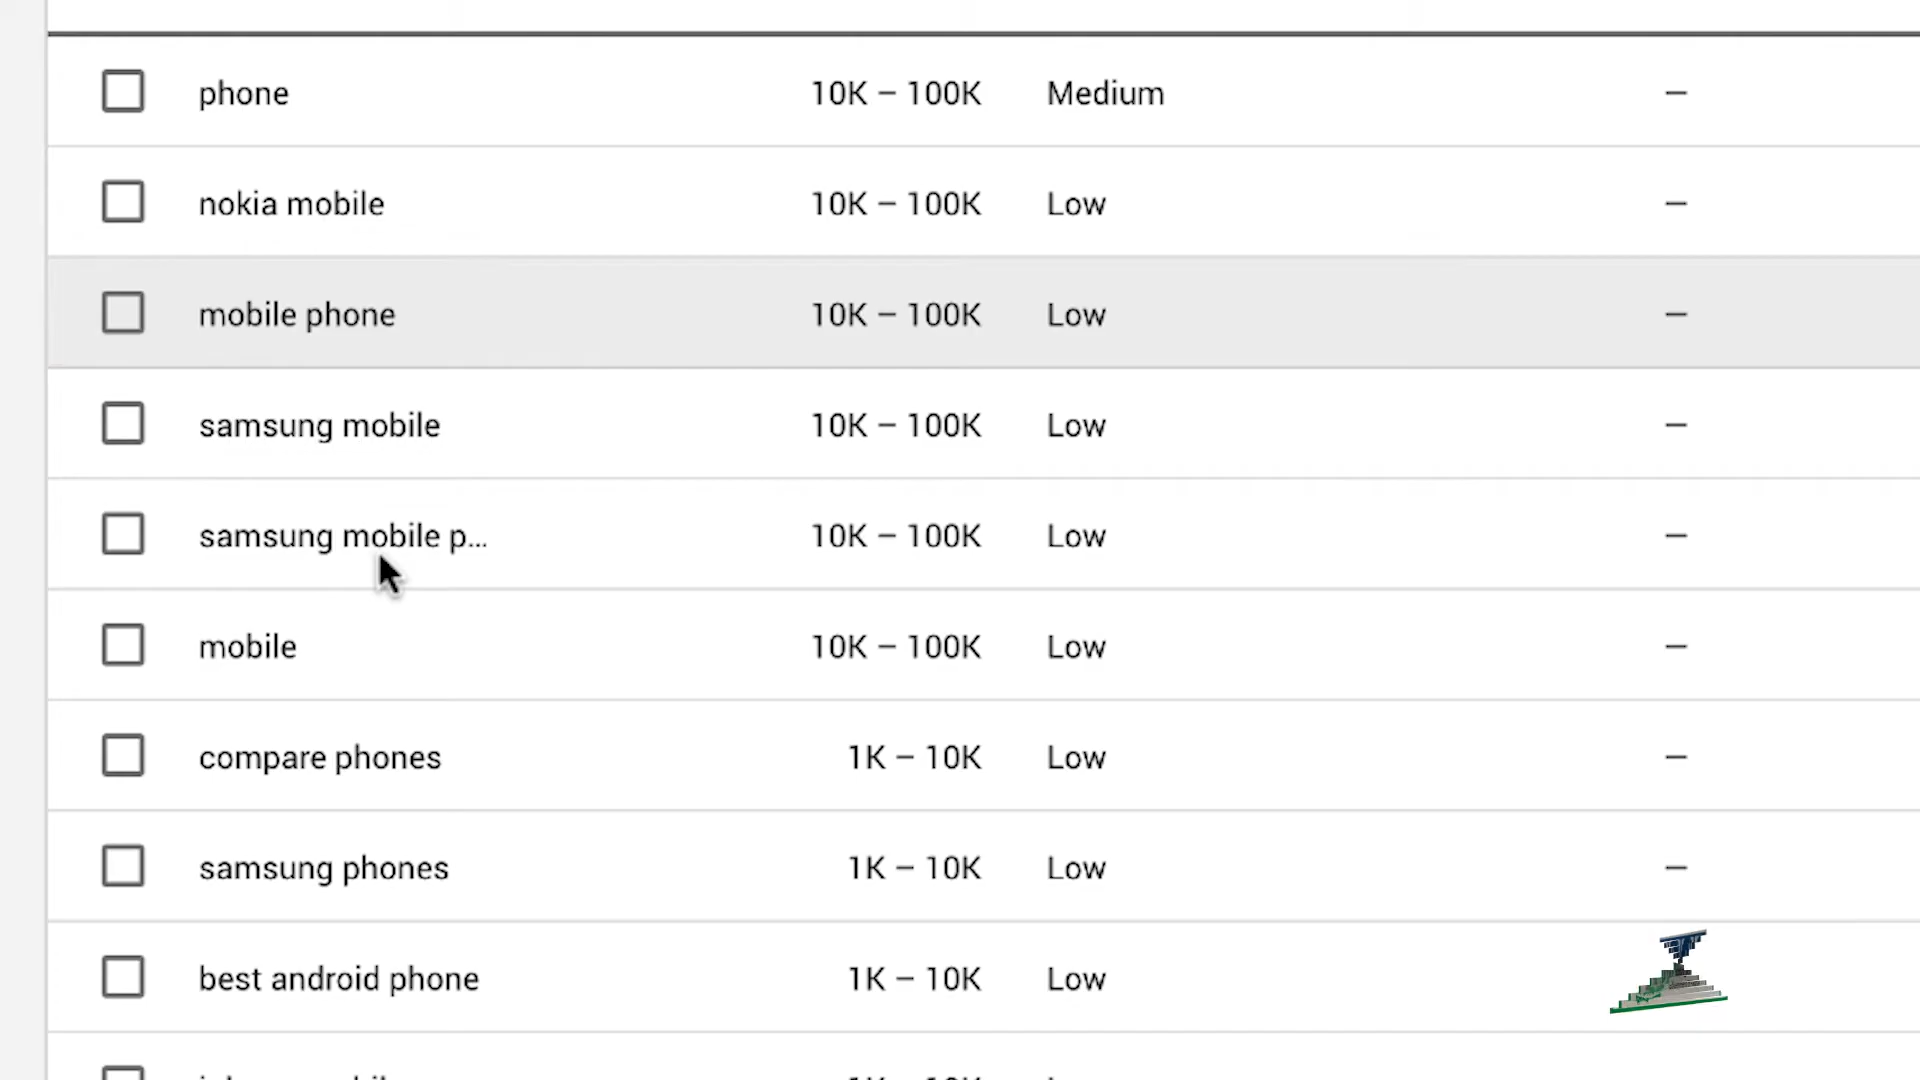 phone 10K – 100K Medium –
nokia mobile 10K – 100K Low –
mobile phone 10K – 100K Low –
samsung mobile 10K – 100K Low –
samsung mobile p... 10K – 100K Low –
mobile 10K – 100K Low –
compare phones 1K – 10K Low –
samsung phones 1K – 10K Low –
best android phone 1K – 10K Low